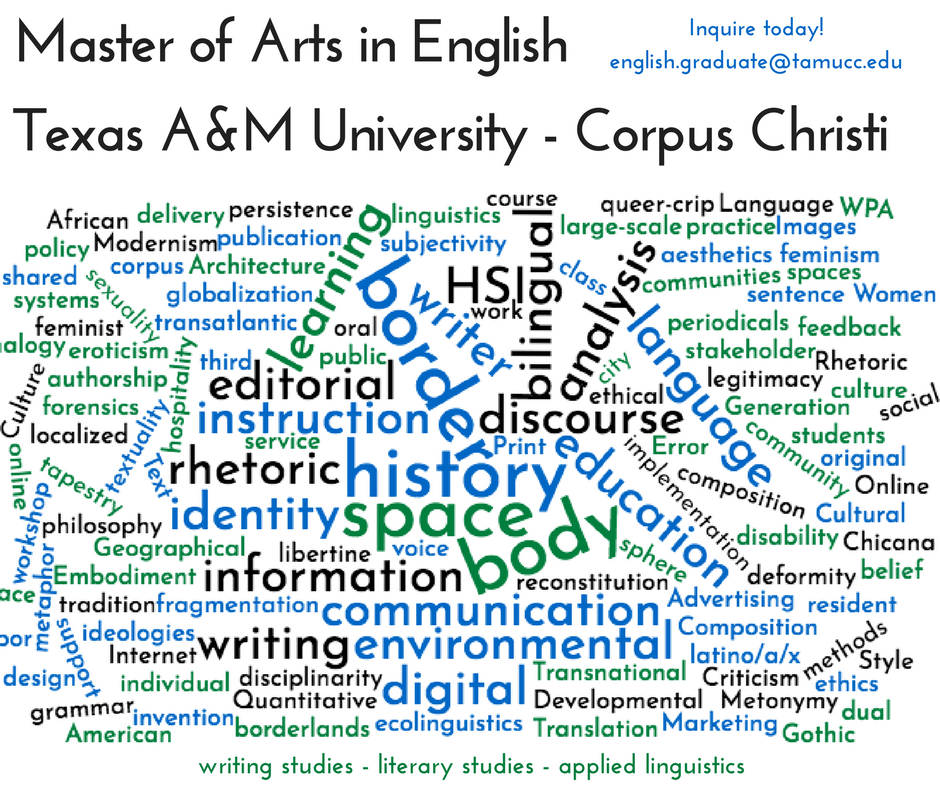 Master of Arts in English
Inquire today!
english.graduate@tamucc.edu
Texas A&M University - Corpus Christi
course
African delivery persistence learning linguistics bilingual queer-crip Language WPA
policy Modernism publication subjectivity large-scale practice Images
shared corpus Architecture border HSI class analysis aesthetics feminism
systems sexuality globalization writer work communities spaces
sentence Women
feminist transatlantic oral language periodicals feedback
alogy eroticism hospitality third public city stakeholder Rhetoric
Culture authorship editorial ethical legitimacy culture social
forensics textuality instruction discourse Generation
localized service Print education Error community students
online tapestry Text rhetoric history implementation composition original
Online
workshop philosophy identity space Cultural
Geographical libertine voice body sphere disability Chicana
metaphor Embodiment information reconstitution deformity belief
ace tradition fragmentation communication Advertising resident
por support ideologies writing environmental Composition methods
Internet latino/a/x Style
design individual disciplinarity digital Transnational Criticism ethics
grammar Quantitative Developmental Metonymy dual
invention borderlands ecolinguistics Translation Marketing Gothic
American
writing studies - literary studies - applied linguistics